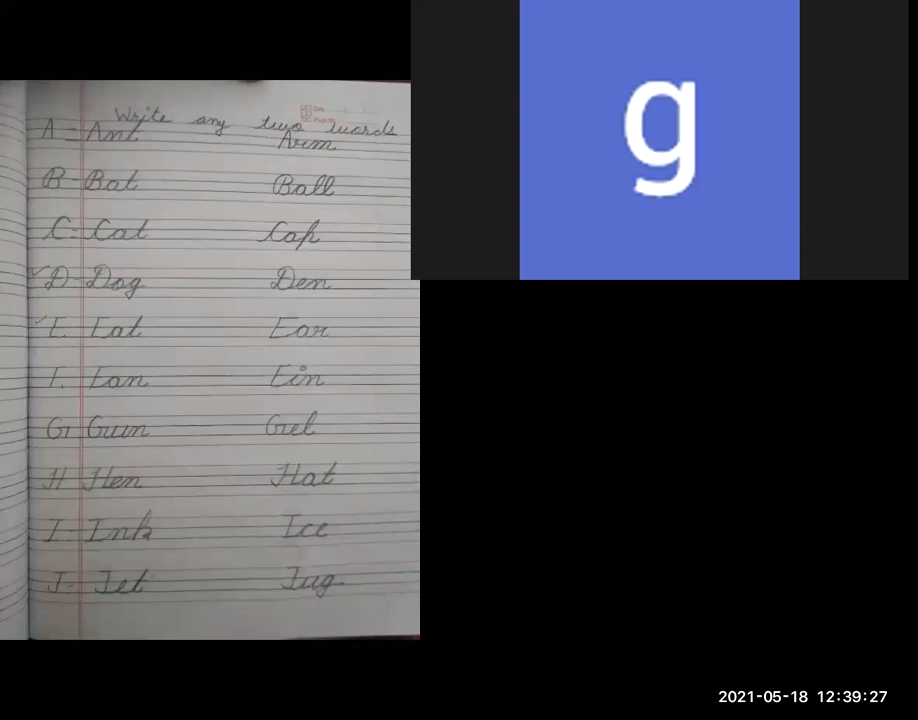 Write any two words
A - Ant Arm
B - Bat Ball
C - Cat Cap
D - Dog Den
E. Eat Ear
F. Fan Fin
G Gun Gel
H Hen Hat
I - Ink Ice
J - Jet Jug
g
2021-05-18 12:39:27